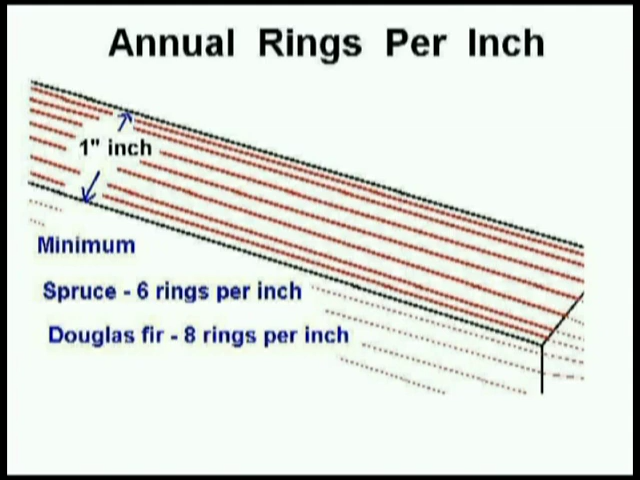 Annual Rings Per Inch
1" inch
Minimum
Spruce - 6 rings per inch
Douglas fir - 8 rings per inch